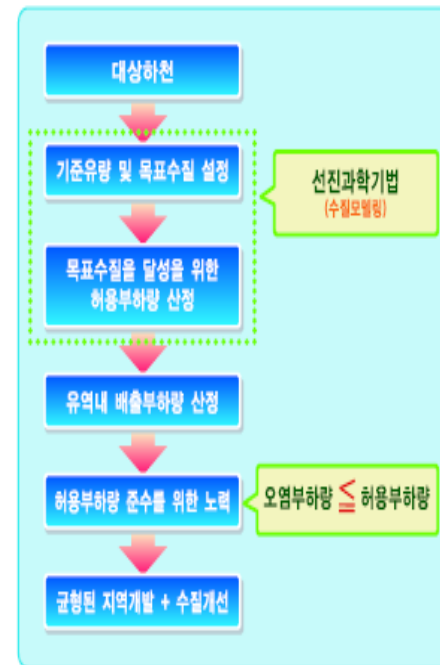 대상하천
기준유량 및 목표수질 설정
선진과학기법
(수질모델링)
목표수질을 달성을 위한
허용부하량 산정
유역내 배출부하량 산정
허용부하량 준수를 위한 노력
오염부하량 ≦ 허용부하량
균형된 지역개발 + 수질개선